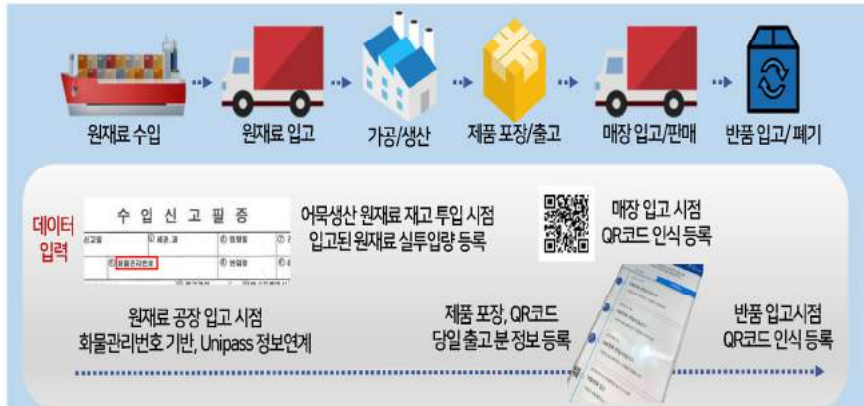 원재료 수입
원재료 입고
가공/생산
제품 포장/출고
매장 입고/판매
반품 입고/폐기
데이터
입력
수 입 신 고 필 증
신고일
⑤ 세관.과
화물관리번호
어묵생산 원재료 재고 투입 시점
입고된 원재료 실투입량 등록
매장 입고 시점
QR코드 인식 등록
원재료 공장 입고 시점
화물관리번호 기반, Unipass 정보연계
제품 포장, QR코드
당일 출고 분 정보 등록
반품 입고시점
QR코드 인식 등록